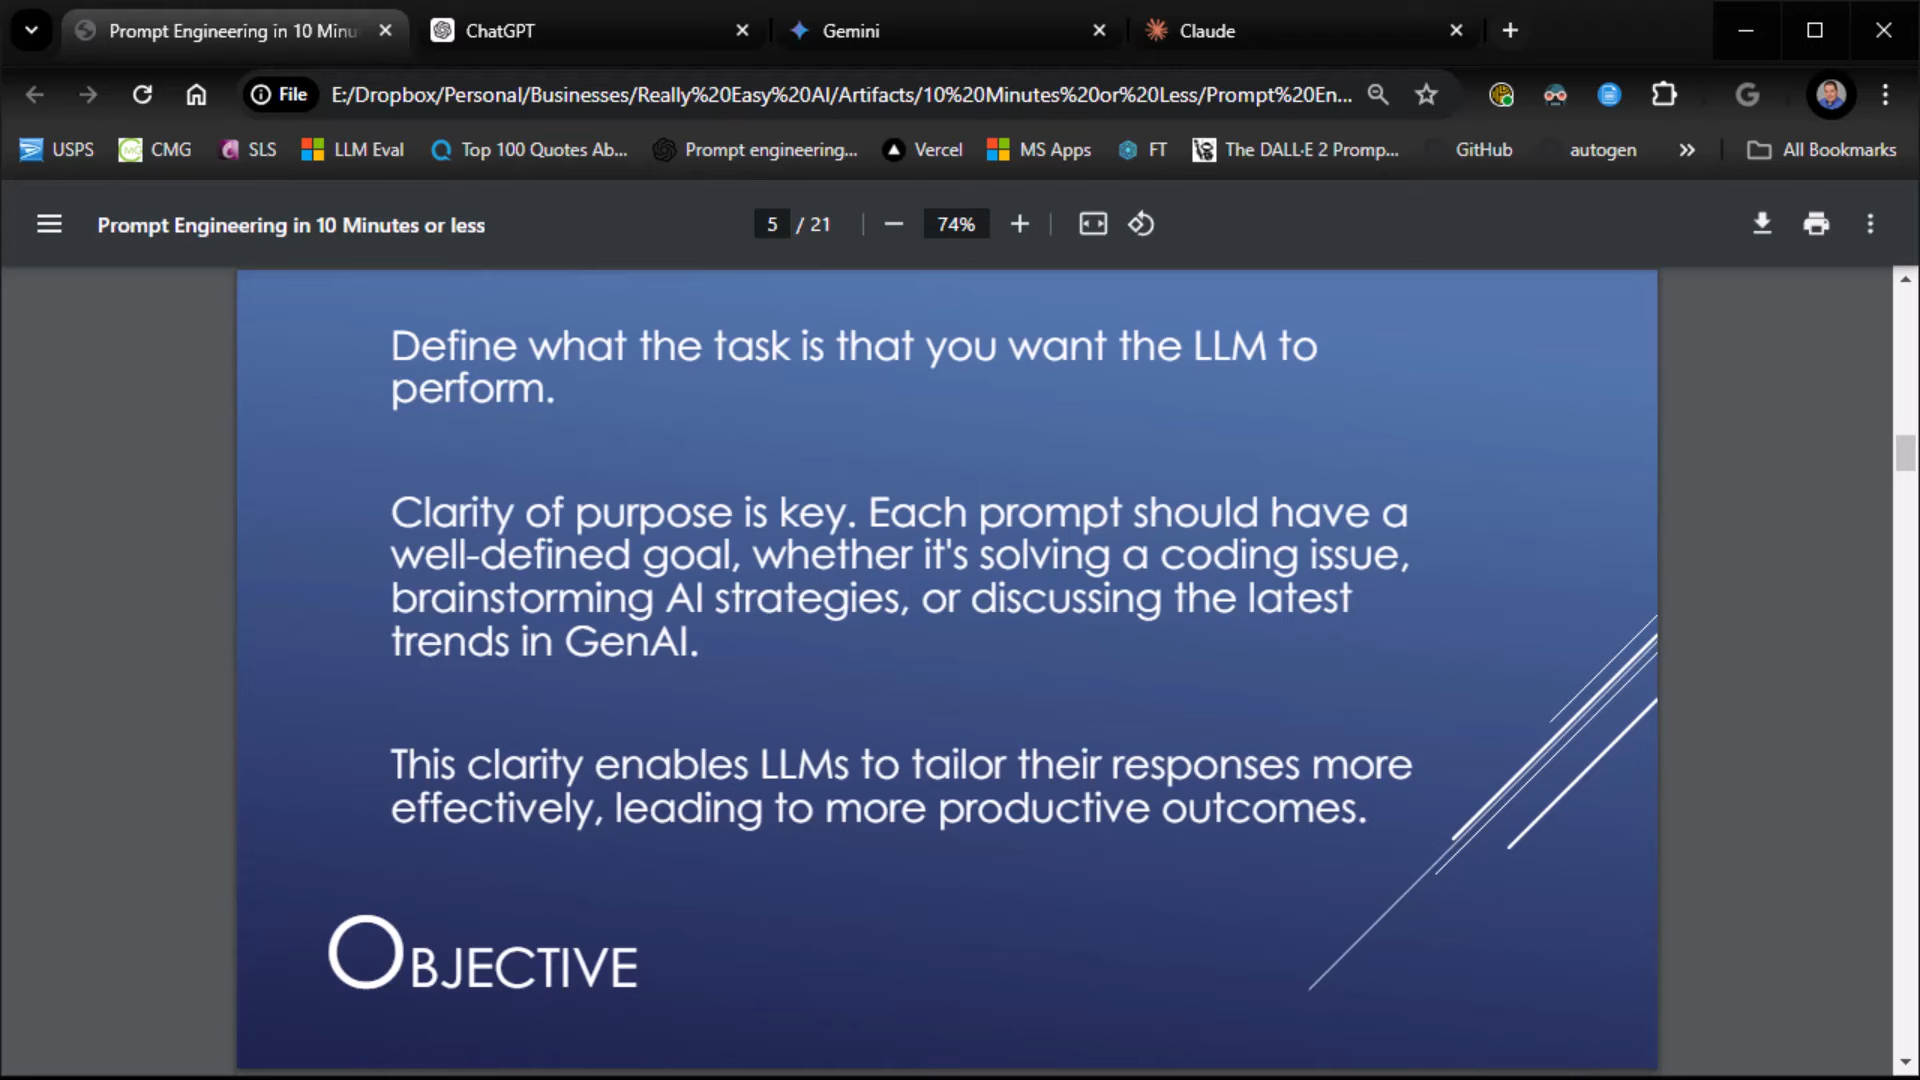 Prompt Engineering in 10 Minu
ChatGPT
Gemini
Claude
File
E:/Dropbox/Personal/Businesses/Really%20Easy%20AI/Artifacts/10%20Minutes%20or%20Less/Prompt%20En...
G
USPS
CMG
SLS
LLM Eval
Top 100 Quotes Ab...
Prompt engineering...
Vercel
MS Apps
FT
The DALL·E 2 Promp...
GitHub
autogen
All Bookmarks
Prompt Engineering in 10 Minutes or less
5 / 21
74%
Define what the task is that you want the LLM to
perform.
Clarity of purpose is key. Each prompt should have a
well-defined goal, whether it's solving a coding issue,
brainstorming AI strategies, or discussing the latest
trends in GenAI.
This clarity enables LLMs to tailor their responses more
effectively, leading to more productive outcomes.
OBJECTIVE